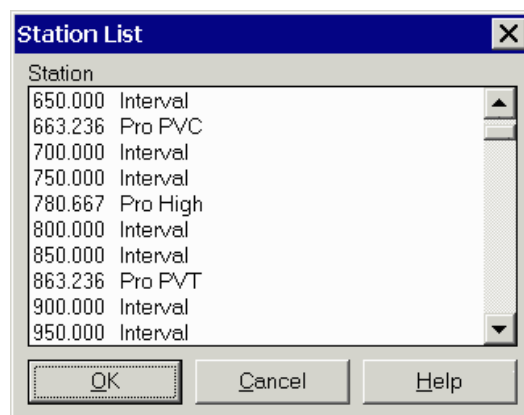 Station List
Station
650.000 Interval
663.236 Pro PVC
700.000 Interval
750.000 Interval
780.667 Pro High
800.000 Interval
850.000 Interval
863.236 Pro PVT
900.000 Interval
950.000 Interval
OK Cancel Help